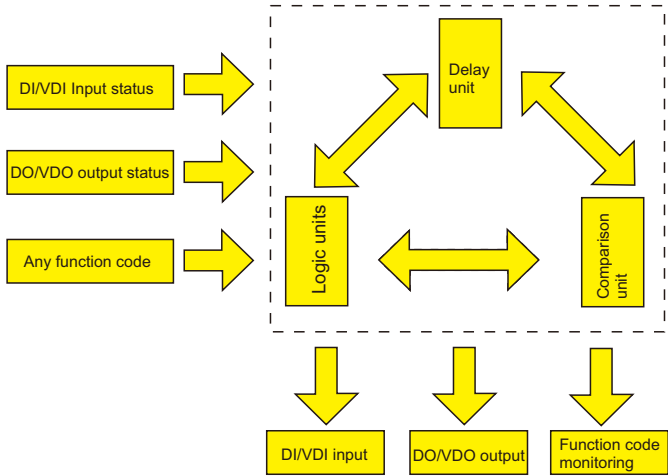 DI/VDI Input status
DO/VDO output status
Any function code
Delay
unit
Logic units
Comparison
unit
DI/VDI input
DO/VDO output
Function code
monitoring